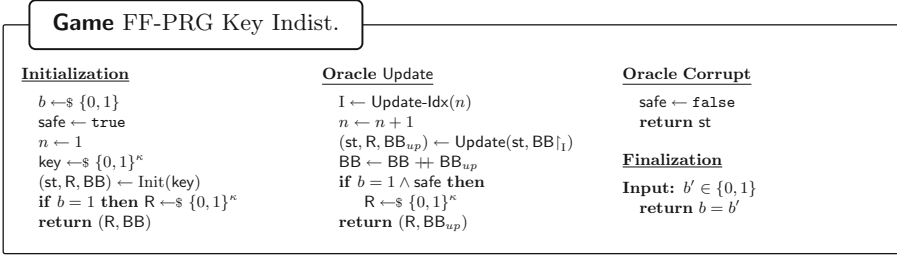 Game FF-PRG Key Indist.
Initialization
b ←$ {0, 1}
safe ← true
n ← 1
key ←$ {0, 1}^κ
(st, R, BB) ← Init(key)
if b = 1 then R ←$ {0, 1}^κ
return (R, BB)
Oracle Update
I ← Update-Idx(n)
n ← n + 1
(st, R, BB_up) ← Update(st, BB↾_I)
BB ← BB ++ BB_up
if b = 1 ∧ safe then
R ←$ {0, 1}^κ
return (R, BB_up)
Oracle Corrupt
safe ← false
return st
Finalization
Input: b′ ∈ {0, 1}
return b = b′